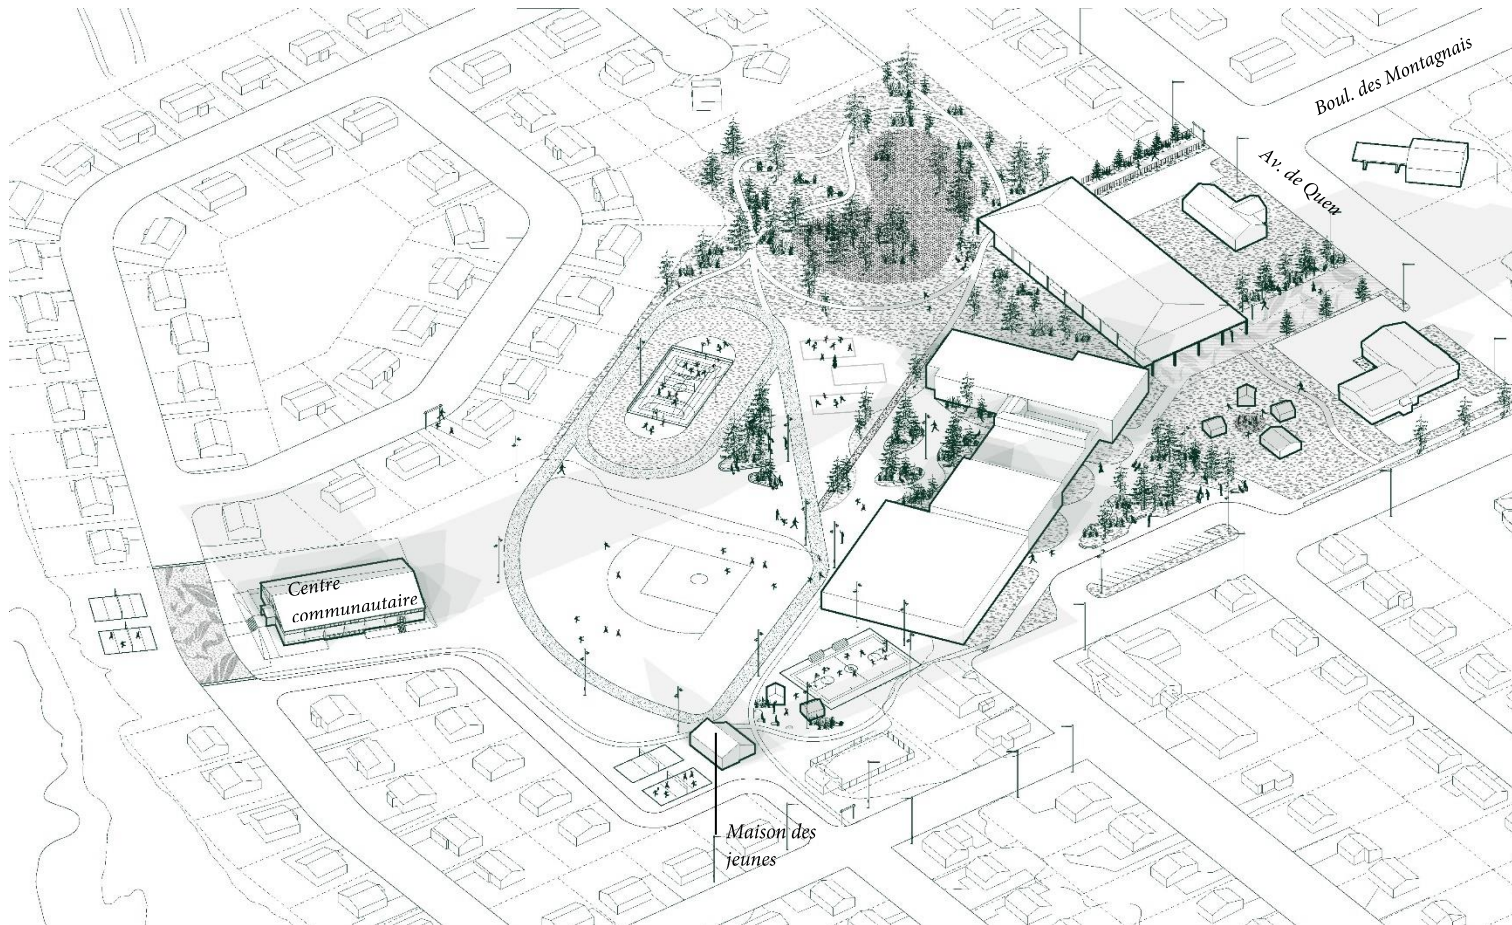 Boul. des Montagnais
Av. de Quen
Centre
communautaire
Maison des
jeunes